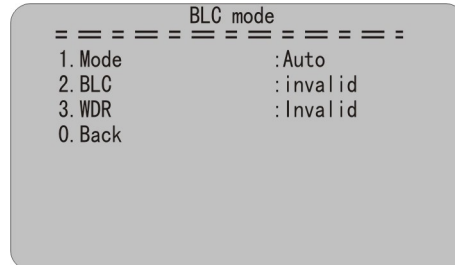 BLC mode
= = = = = = = = = = = =
1. Mode :Auto
2. BLC :invalid
3. WDR :Invalid
0. Back